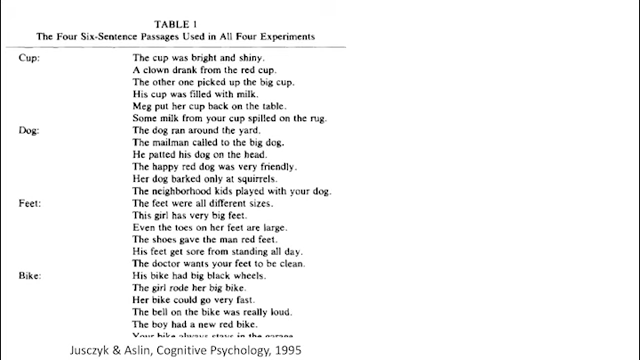 TABLE 1
The Four Six-Sentence Passages Used in All Four Experiments
Cup: The cup was bright and shiny.
A clown drank from the red cup.
The other one picked up the big cup.
His cup was filled with milk.
Meg put her cup back on the table.
Some milk from your cup spilled on the rug.
Dog: The dog ran around the yard.
The mailman called to the big dog.
He patted his dog on the head.
The happy red dog was very friendly.
Her dog barked only at squirrels.
The neighborhood kids played with your dog.
Feet: The feet were all different sizes.
This girl has very big feet.
Even the toes on her feet are large.
The shoes gave the man red feet.
His feet get sore from standing all day.
The doctor wants your feet to be clean.
Bike: His bike had big black wheels.
The girl rode her big bike.
Her bike could go very fast.
The bell on the bike was really loud.
The boy had a new red bike.
Your bike always stays in the garage
Jusczyk & Aslin, Cognitive Psychology, 1995